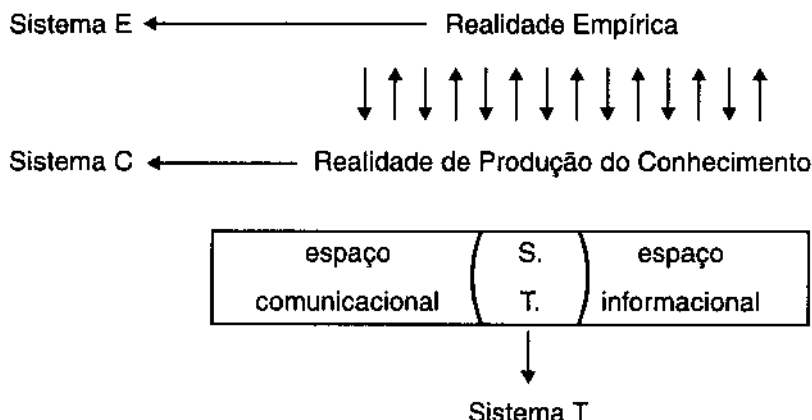 Sistema E Realidade Empírica
Sistema C Realidade de Produção do Conhecimento
espaço S. espaço
comunicacional T. informacional
Sistema T